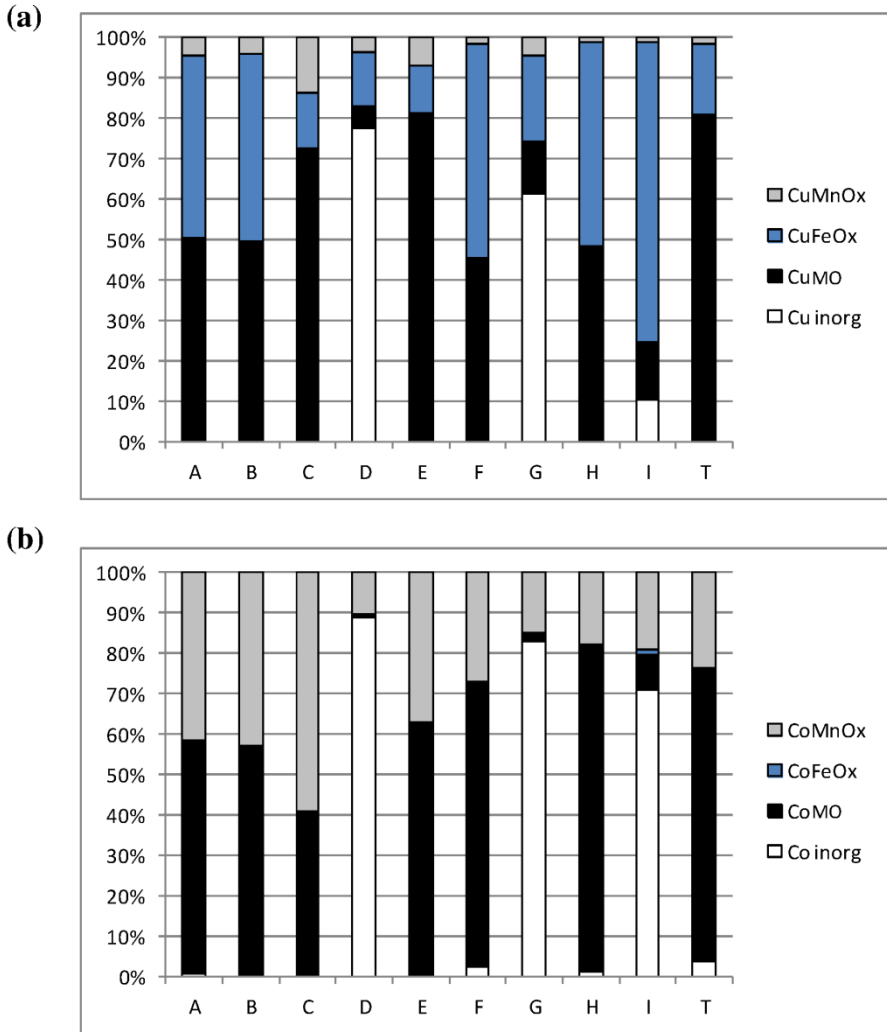 (a)
100%
90%
80%
70%
60%
50%
40%
30%
20%
10%
0%
A B C D E F G H I T
CuMnOx
CuFeOx
CuMO
Cu inorg
(b)
100%
90%
80%
70%
60%
50%
40%
30%
20%
10%
0%
A B C D E F G H I T
CoMnOx
CoFeOx
CoMO
Co inorg